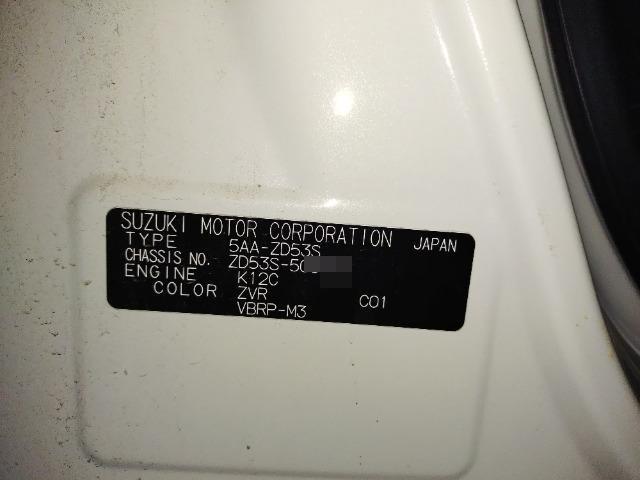 SUZUKI MOTOR CORPORATION JAPAN
TYPE 5AA-ZD53S
CHASSIS NO. ZD53S-50
ENGINE K12C
COLOR ZVR C01
VBRP-M3